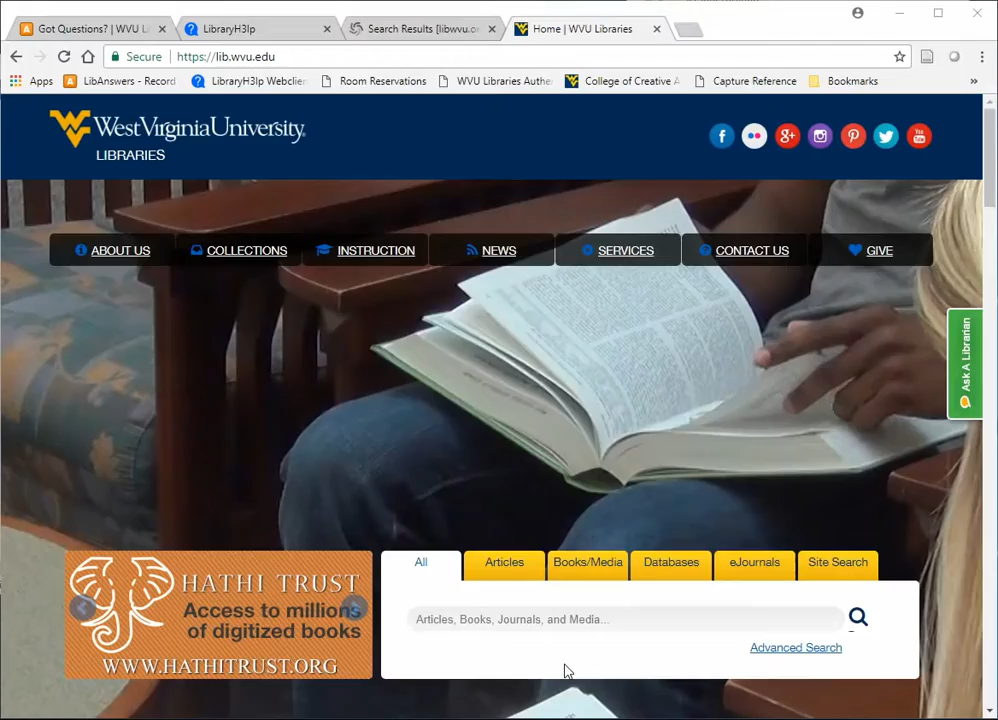 Got Questions? | WVU L
LibraryH3lp
Search Results [libwvu.or
Home | WVU Libraries
Secure
https://lib.wvu.edu
Apps
LibAnswers - Record
LibraryH3lp Webclien
Room Reservations
WVU Libraries Authe
College of Creative A
Capture Reference
Bookmarks
»
WestVirginiaUniversity.
LIBRARIES
ABOUT US
COLLECTIONS
INSTRUCTION
NEWS
SERVICES
CONTACT US
GIVE
Ask A Librarian
HATHI TRUST
Access to millions
of digitized books
WWW.HATHITRUST.ORG
All
Articles
Books/Media
Databases
eJournals
Site Search
Articles, Books, Journals, and Media...
Advanced Search